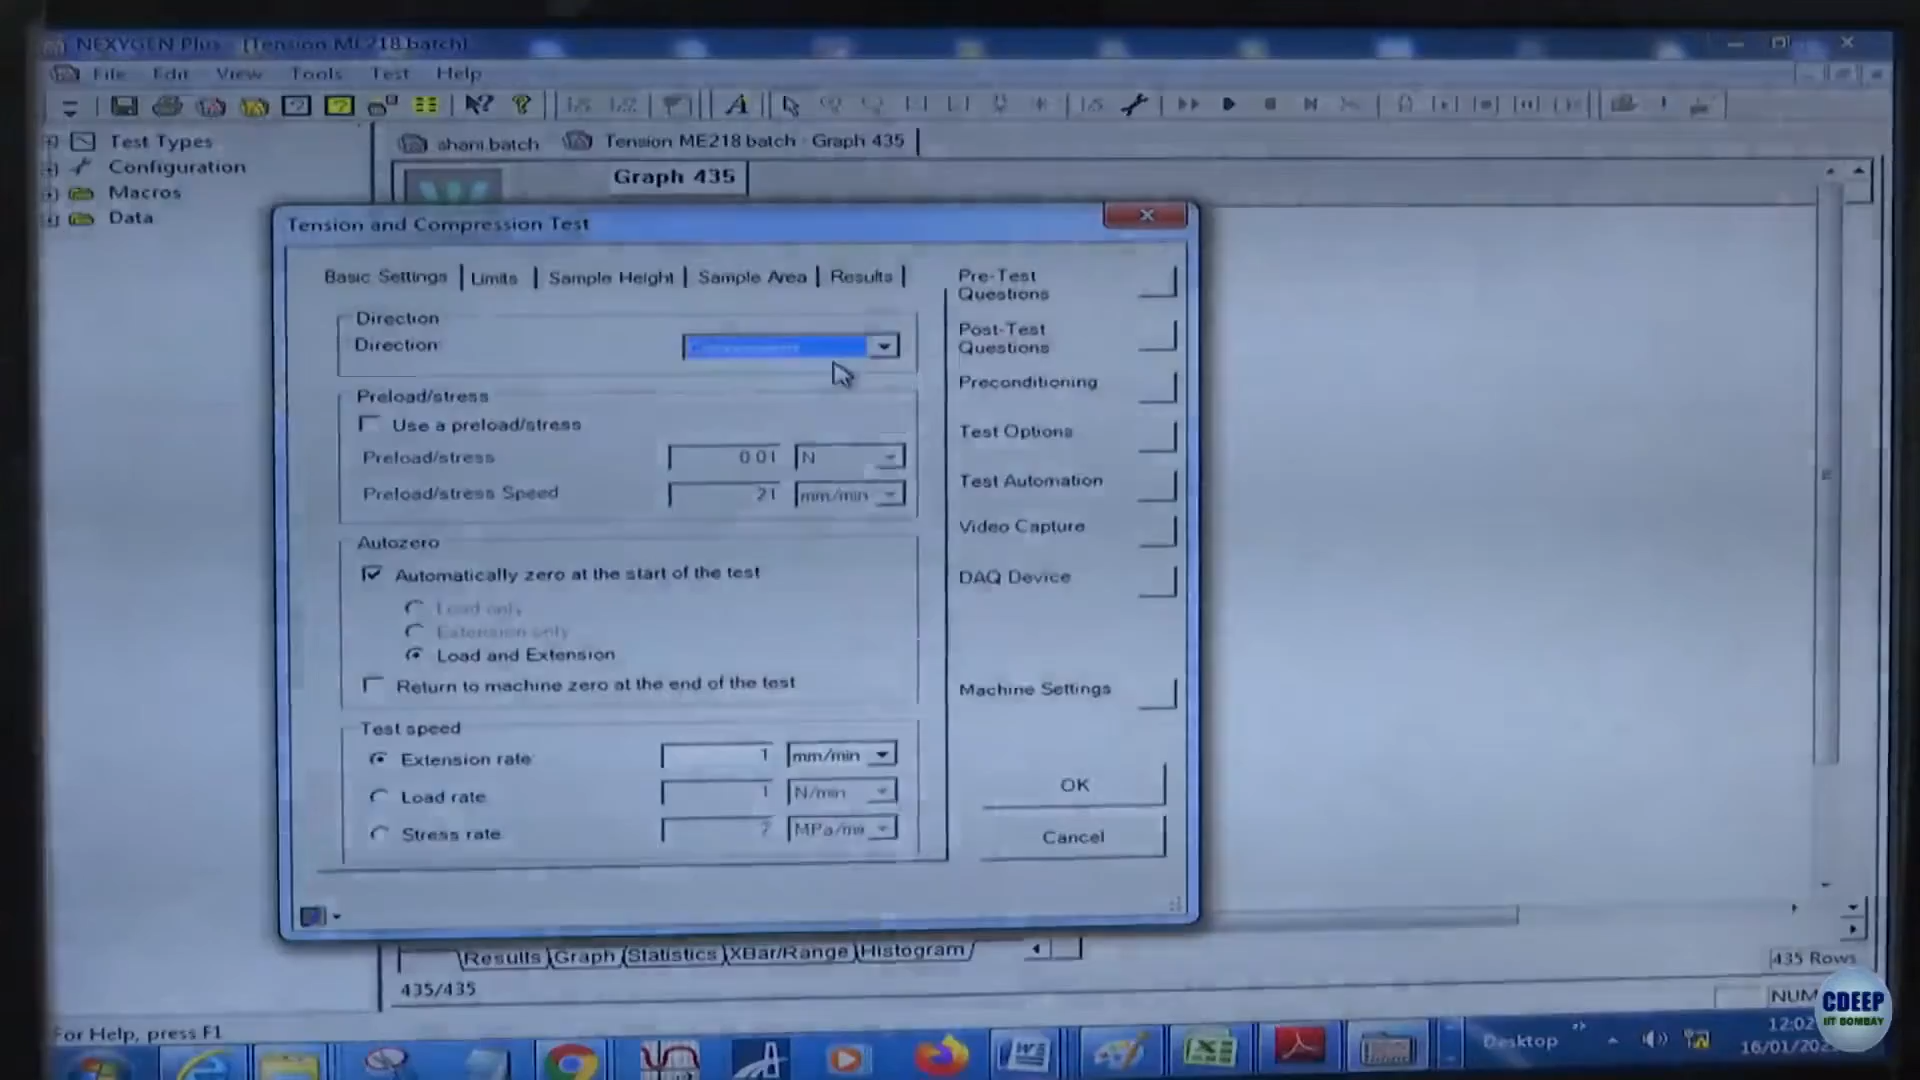 NEXYGEN Plus - [Tension ME218.batch]
File Edit View Tools Test Help
Test Types
Configuration
Macros
Data
shani.batch
Tension ME218.batch - Graph 435
Graph 435
Tension and Compression Test
Basic Settings
Limits
Sample Height
Sample Area
Results
Direction
Direction
Preload/stress
Use a preload/stress
Preload/stress 0.01 N
Preload/stress Speed 21 mm/min
Autozero
Automatically zero at the start of the test
Load only
Extension only
Load and Extension
Return to machine zero at the end of the test
Test speed
Extension rate 1 mm/min
Load rate 1 N/min
Stress rate
Pre-Test
Questions
Post-Test
Questions
Preconditioning
Test Options
Test Automation
Video Capture
DAQ Device
Machine Settings
OK
Cancel
Results Graph Statistics XBar/Range Histogram
435 Rows
435/435
NUM
For Help, press F1
Desktop
12:02
CDEEP
IIT BOMBAY